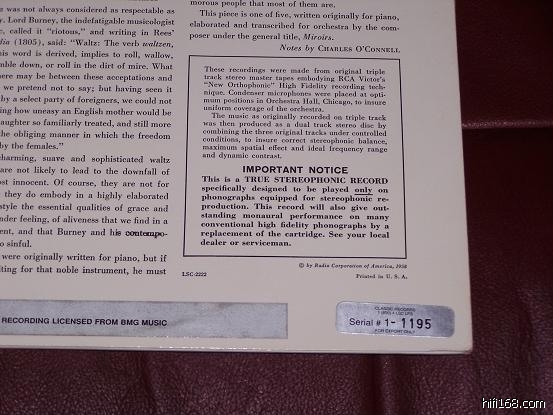 e was not always considered as respectable as
y. Lord Burney, the indefatigable musicologist
c, called it "riotous," and writing in Rees'
dia (1805), said: "Waltz: The verb waltzen,
his word is derived, implies to roll, wallow,
mble down, or roll in the dirt of mire. What
here may be between these acceptations and
we pretend not to say; but having seen it
by a select party of foreigners, we could not
ing how uneasy an English mother would be
aughter so familiarly treated, and still more
the obliging manner in which the freedom
by the females."
harming, suave and sophisticated waltz
are not likely to lead to the downfall of
ost innocent. Of course, they are not for
they do embody in a highly elaborated
style the essential qualities of grace and
nder feeling, of aliveness that we find in a
ent, and that Burney and his contempo-
o sinful.
were originally written for piano, but if
lting for that noble instrument, he must
morous people that most of them are.
This piece is one of five, written originally for piano,
elaborated and transcribed for orchestra by the com-
poser under the general title, Miroirs.
Notes by CHARLES O'CONNELL
These recordings were made from original triple
track stereo master tapes embodying RCA Victor's
"New Orthophonic" High Fidelity recording tech-
nique. Condenser microphones were placed at opti-
mum positions in Orchestra Hall, Chicago, to insure
uniform coverage of the orchestra.
The music as originally recorded on triple track
was then produced as a dual track stereo disc by
combining the three original tracks under controlled
conditions, to insure correct stereophonic balance,
maximum spatial effect and ideal frequency range
and dynamic contrast.
IMPORTANT NOTICE
This is a TRUE STEREOPHONIC RECORD
specifically designed to be played only on
phonographs equipped for stereophonic re-
production. This record will also give out-
standing monaural performance on many
conventional high fidelity phonographs by a
replacement of the cartridge. See your local
dealer or serviceman.
© by Radio Corporation of America, 1958
LSC-2222
Printed in U. S. A.
RECORDING LICENSED FROM BMG MUSIC
CLASSIC RECORDS
Serial # 1- 1195
FOR EXPORT ONLY
hifi168.com